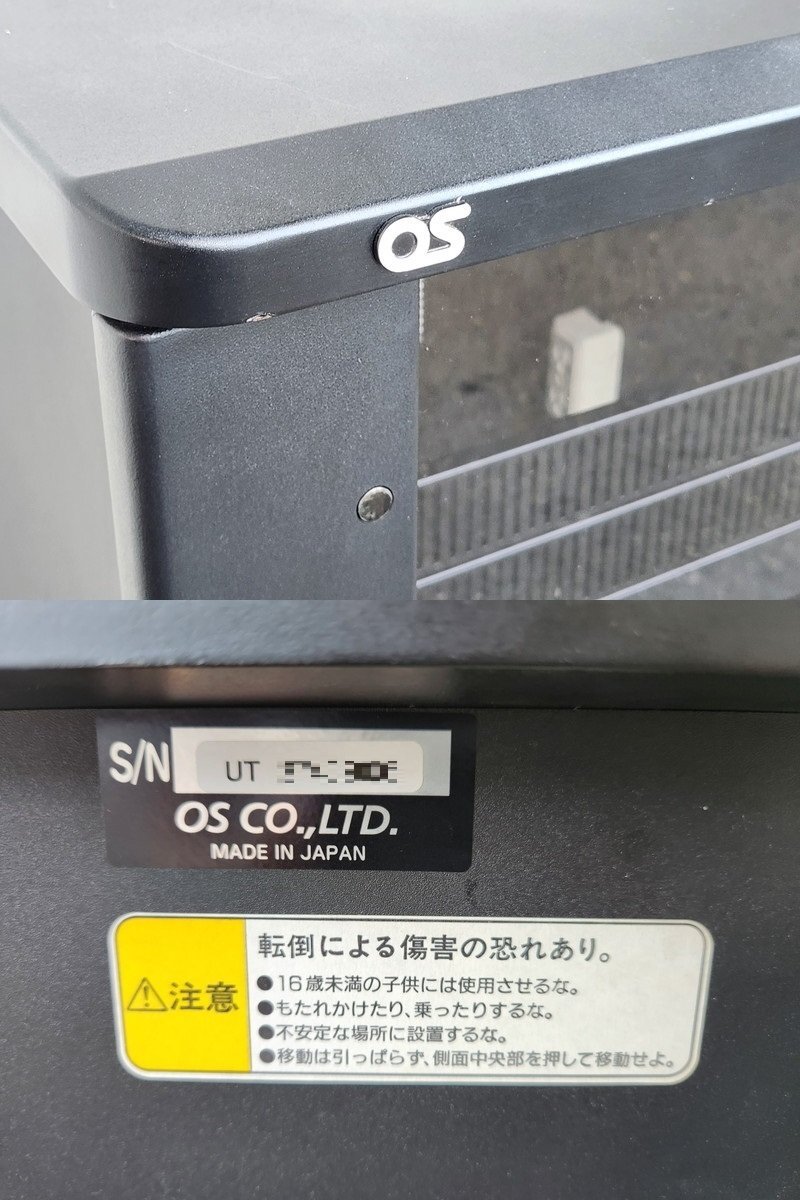 OS
S/N UT
OS CO.,LTD.
MADE IN JAPAN
⚠注意
転倒による傷害の恐れあり。
●16歳未満の子供には使用させるな。
●もたれかけたり、乗ったりするな。
●不安定な場所に設置するな。
●移動は引っぱらず、側面中央部を押して移動せよ。